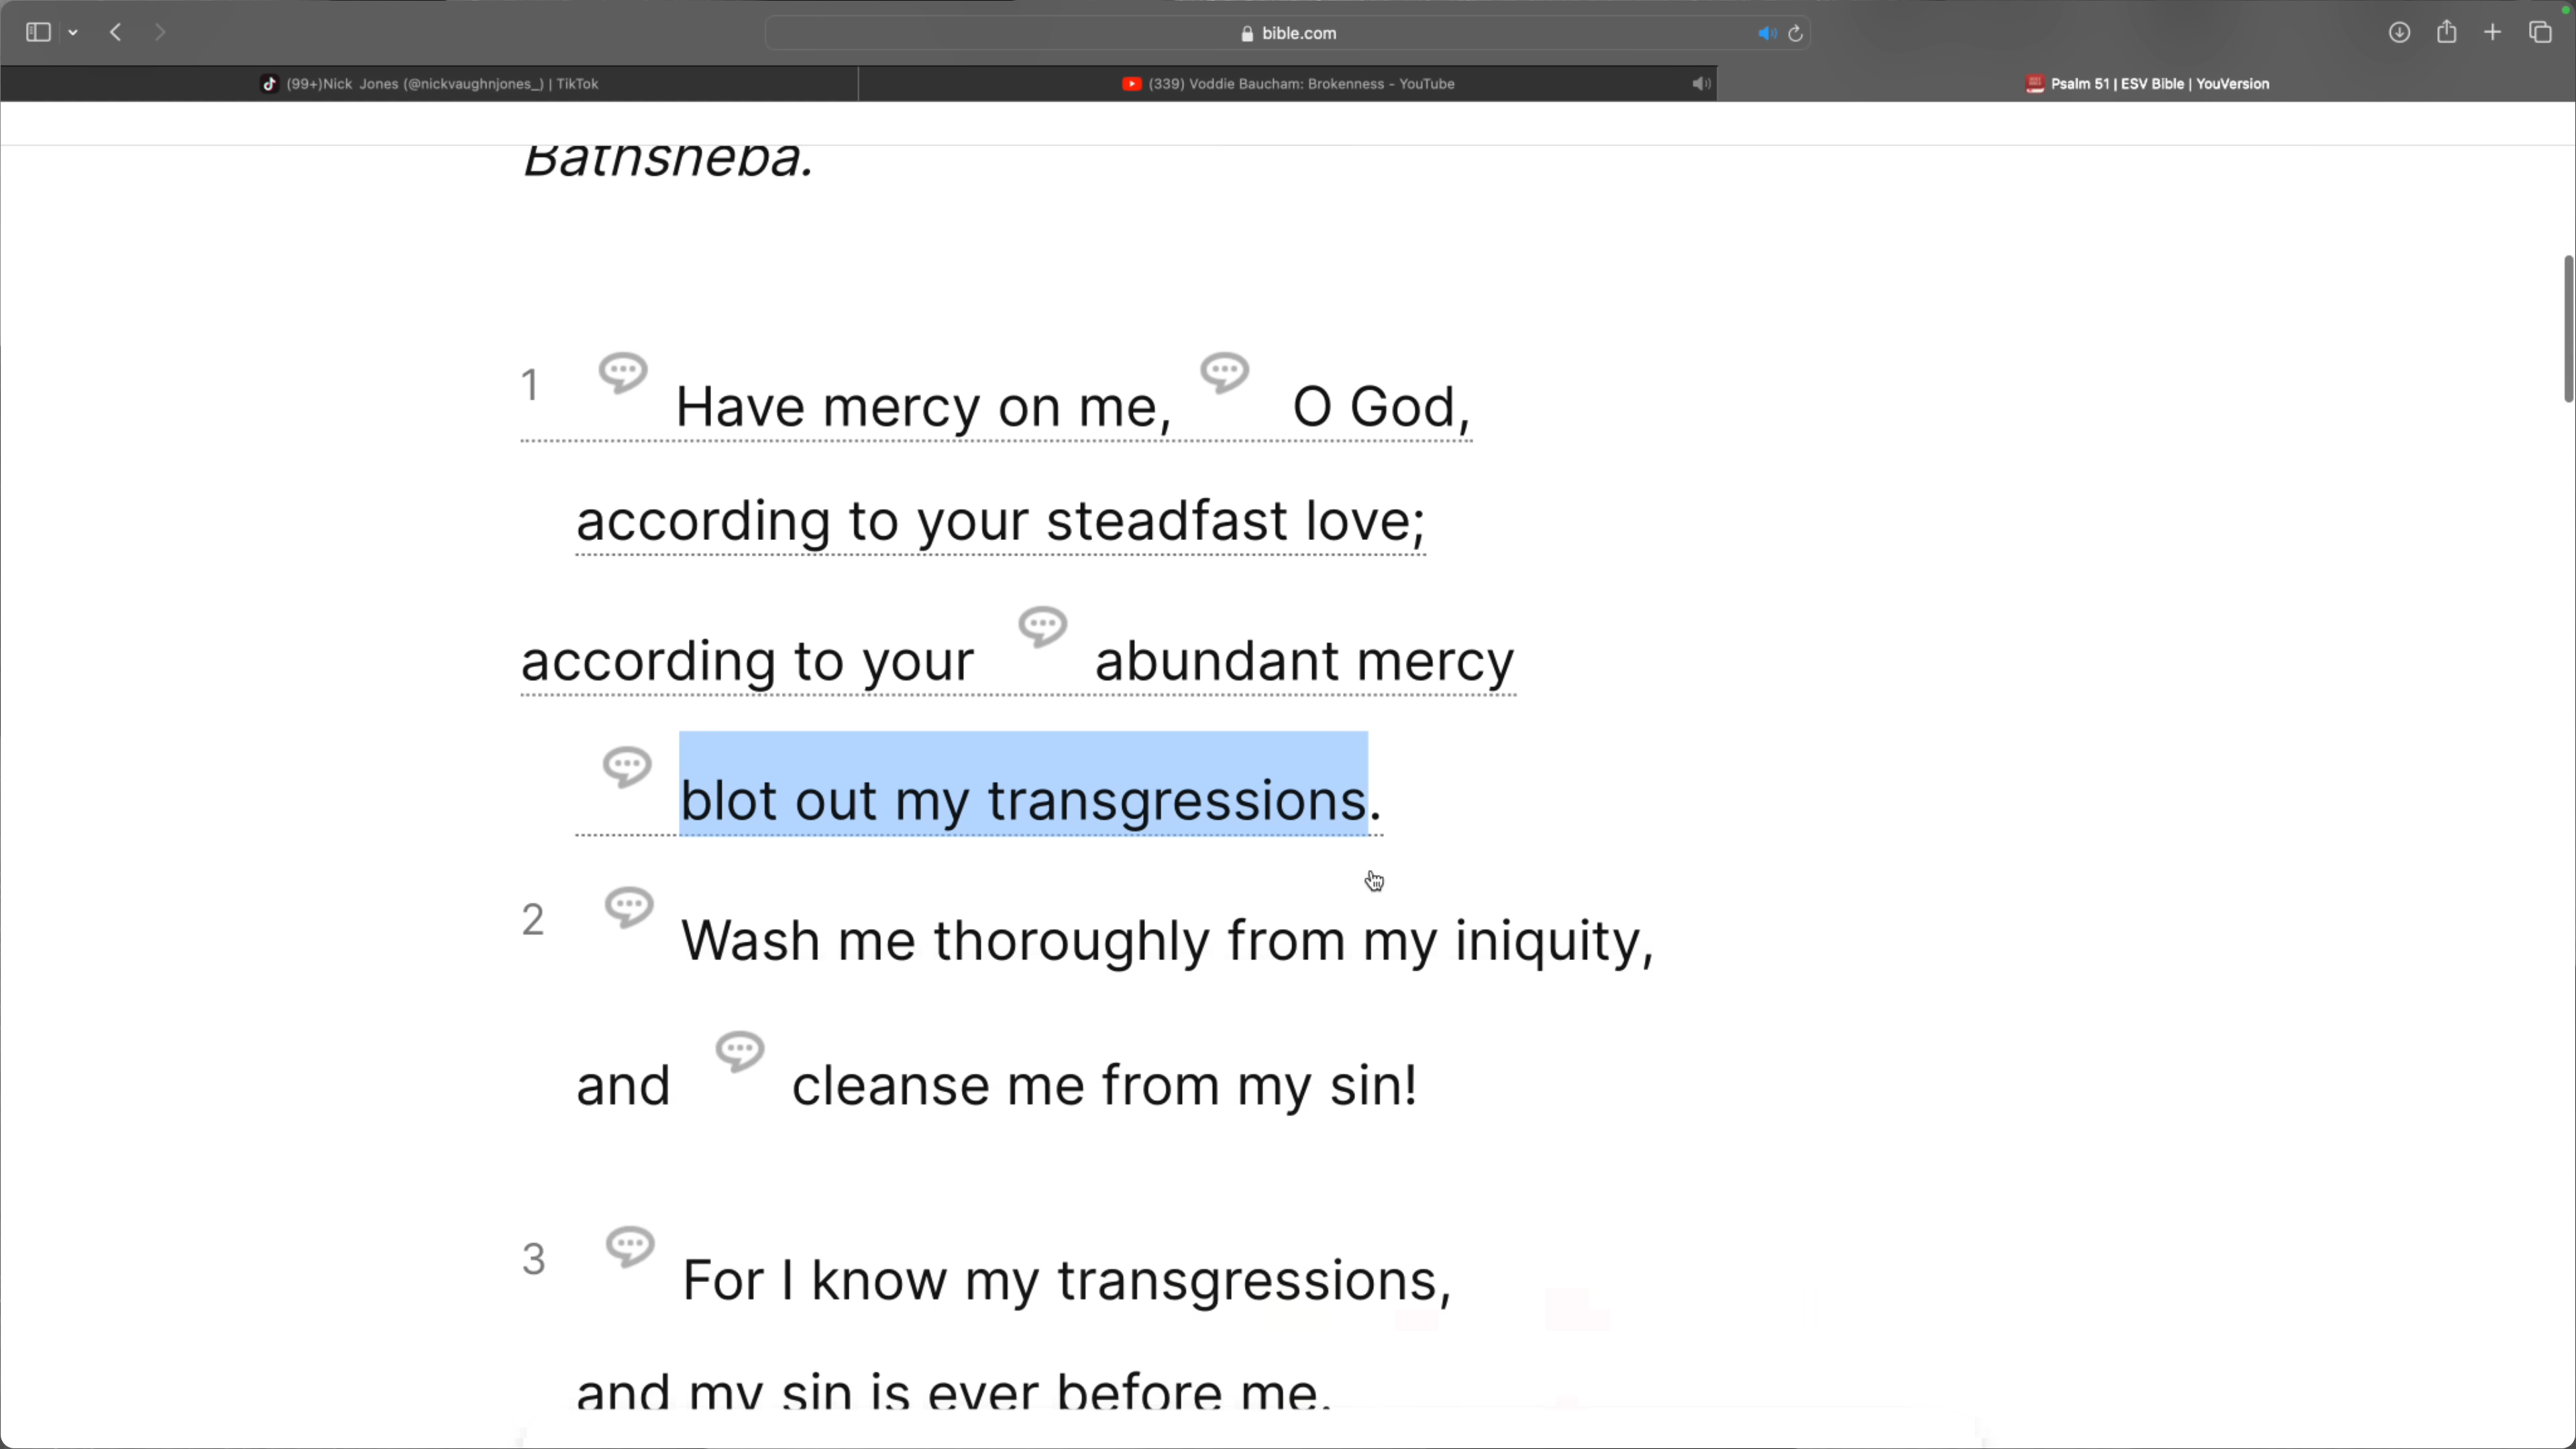 bible.com
(99+)Nick Jones (@nickvaughnjones_) | TikTok
(339) Voddie Baucham: Brokenness - YouTube
Psalm 51 | ESV Bible | YouVersion
Bathsheba.
1 Have mercy on me, O God,
according to your steadfast love;
according to your abundant mercy
blot out my transgressions.
2 Wash me thoroughly from my iniquity,
and cleanse me from my sin!
3 For I know my transgressions,
and my sin is ever before me.